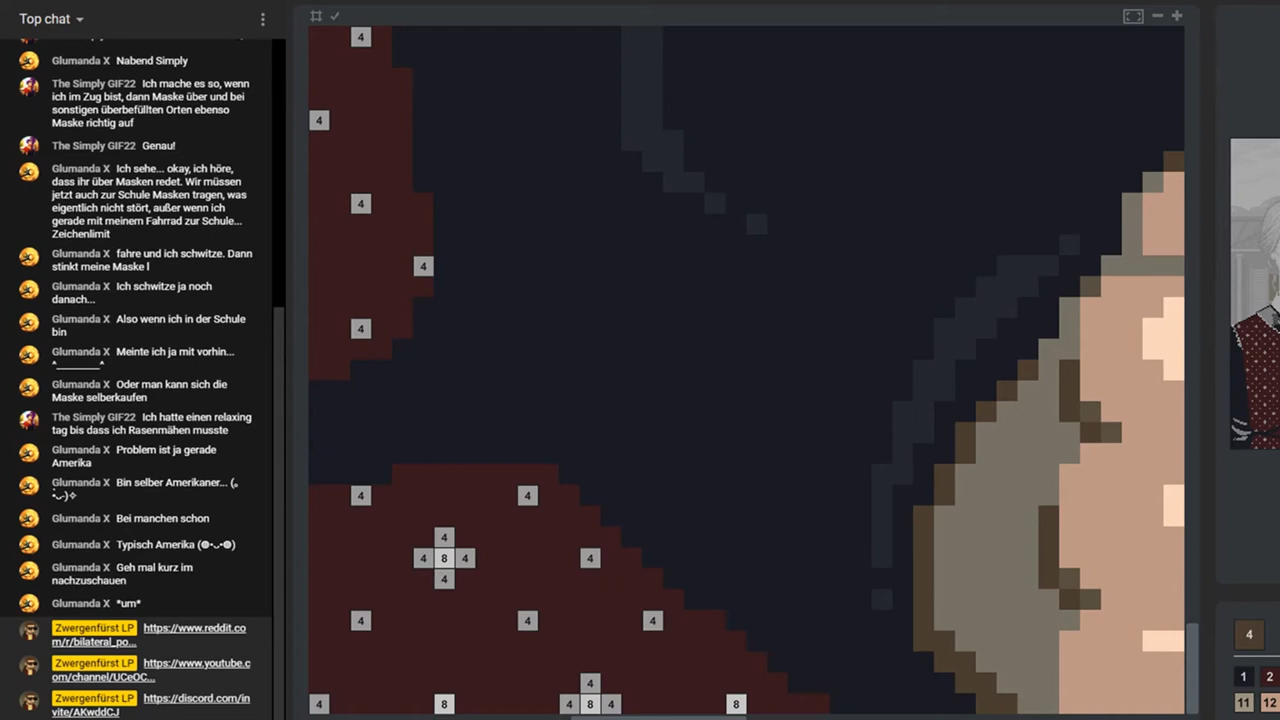 Top chat
Glumanda X Nabend Simply
The Simply GIF22 Ich mache es so, wenn
ich im Zug bist, dann Maske über und bei
sonstigen überbefüllten Orten ebenso
Maske richtig auf
The Simply GIF22 Genau!
Glumanda X Ich sehe... okay, ich höre,
dass ihr über Masken redet. Wir müssen
jetzt auch zur Schule Masken tragen, was
eigentlich nicht stört, außer wenn ich
gerade mit meinem Fahrrad zur Schule...
Zeichenlimit
Glumanda X fahre und ich schwitze. Dann
stinkt meine Maske l
Glumanda X Ich schwitze ja noch
danach...
Glumanda X Also wenn ich in der Schule
bin
Glumanda X Meinte ich ja mit vorhin...
^_________^
Glumanda X Oder man kann sich die
Maske selberkaufen
The Simply GIF22 Ich hatte einen relaxing
tag bis dass ich Rasenmähen musste
Glumanda X Problem ist ja gerade
Amerika
Glumanda X Bin selber Amerikaner...
Glumanda X Bei manchen schon
Glumanda X Typisch Amerika
Glumanda X Geh mal kurz im
nachzuschauen
Glumanda X *um*
Zwergenfürst LP https://www.reddit.co
m/r/bilateral_po...
Zwergenfürst LP https://www.youtube.c
om/channel/UCeOC...
Zwergenfürst LP https://discord.com/in
vite/AKwddCJ
4
4
4
4
4
4 4
4
4 8 4 4
4
4 4 4
4
4 8 4 8 4 8
4
1 2
11 12